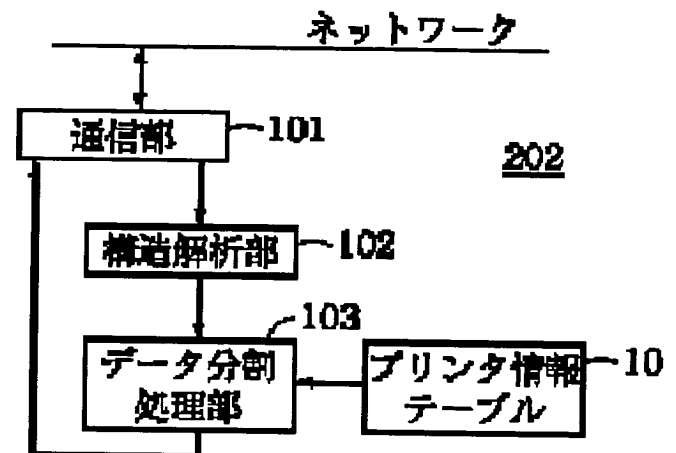 ネットワーク
通信部
101
202
構造解析部
102
103
データ分割
処理部
プリンタ情報
テーブル
10